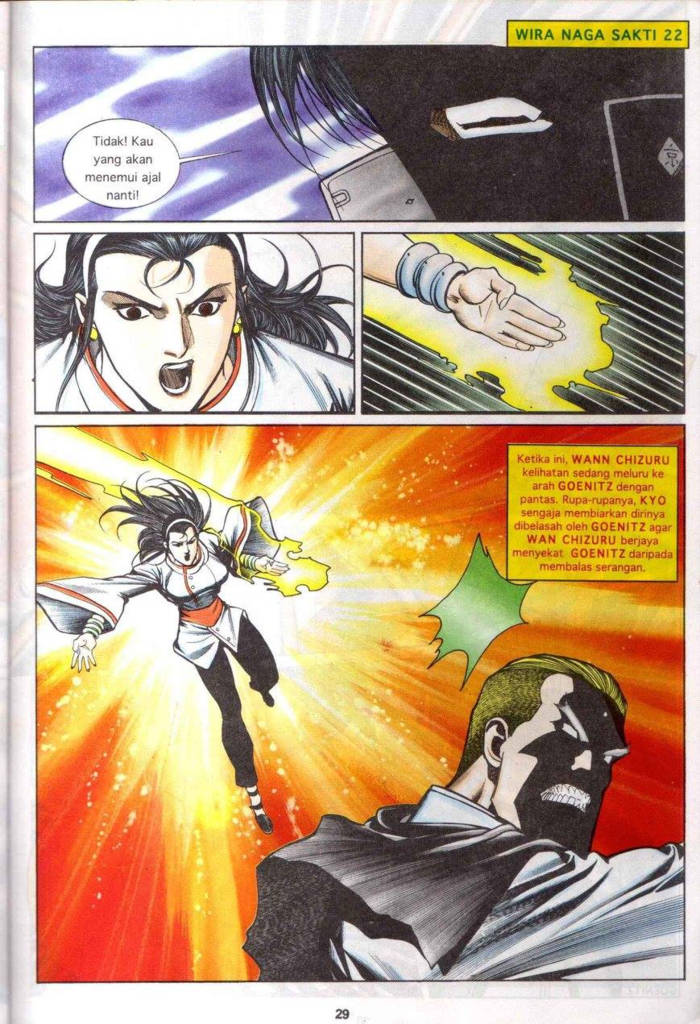 WIRA NAGA SAKTI 22
Tidak! Kau
yang akan
menemui ajal
nanti!
京
Ketika ini, WANN CHIZURU
kelihatan sedang meluru ke
arah GOENITZ dengan
pantas. Rupa-rupanya, KYO
sengaja membiarkan dirinya
dibelasah oleh GOENITZ agar
WAN CHIZURU berjaya
menyekat GOENITZ daripada
membalas serangan.
29